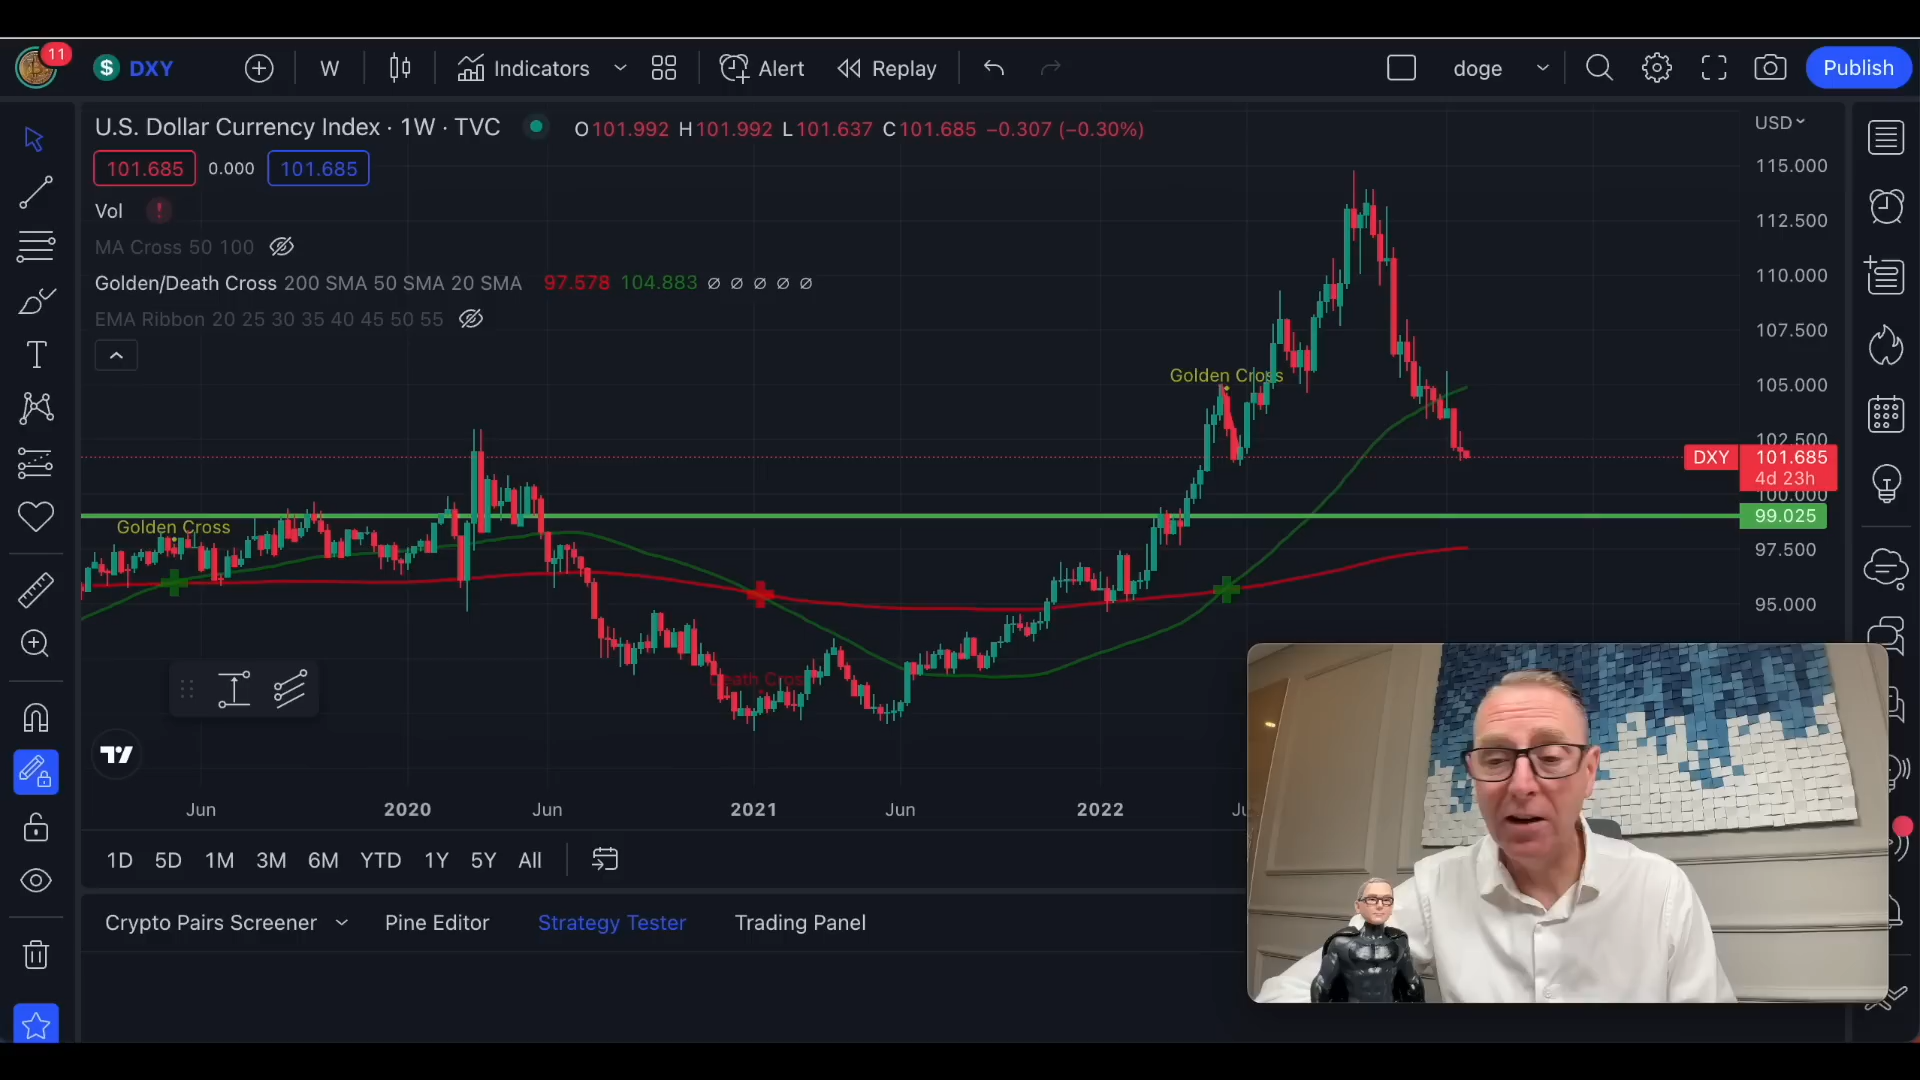 11
$ DXY W Indicators Alert Replay doge Publish
U.S. Dollar Currency Index · 1W · TVC O101.992 H101.992 L101.637 C101.685 −0.307 (−0.30%)
USD
101.685 0.000 101.685
Vol !
MA Cross 50 100
Golden/Death Cross 200 SMA 50 SMA 20 SMA 97.578 104.883 ∅ ∅ ∅ ∅ ∅
EMA Ribbon 20 25 30 35 40 45 50 55
115.000
112.500
110.000
107.500
Golden Cross
105.000
102.500
DXY 101.685
4d 23h
100.000
99.025
Golden Cross
97.500
95.000
Death Cross
Jun 2020 Jun 2021 Jun 2022
1D 5D 1M 3M 6M YTD 1Y 5Y All
Crypto Pairs Screener Pine Editor Strategy Tester Trading Panel